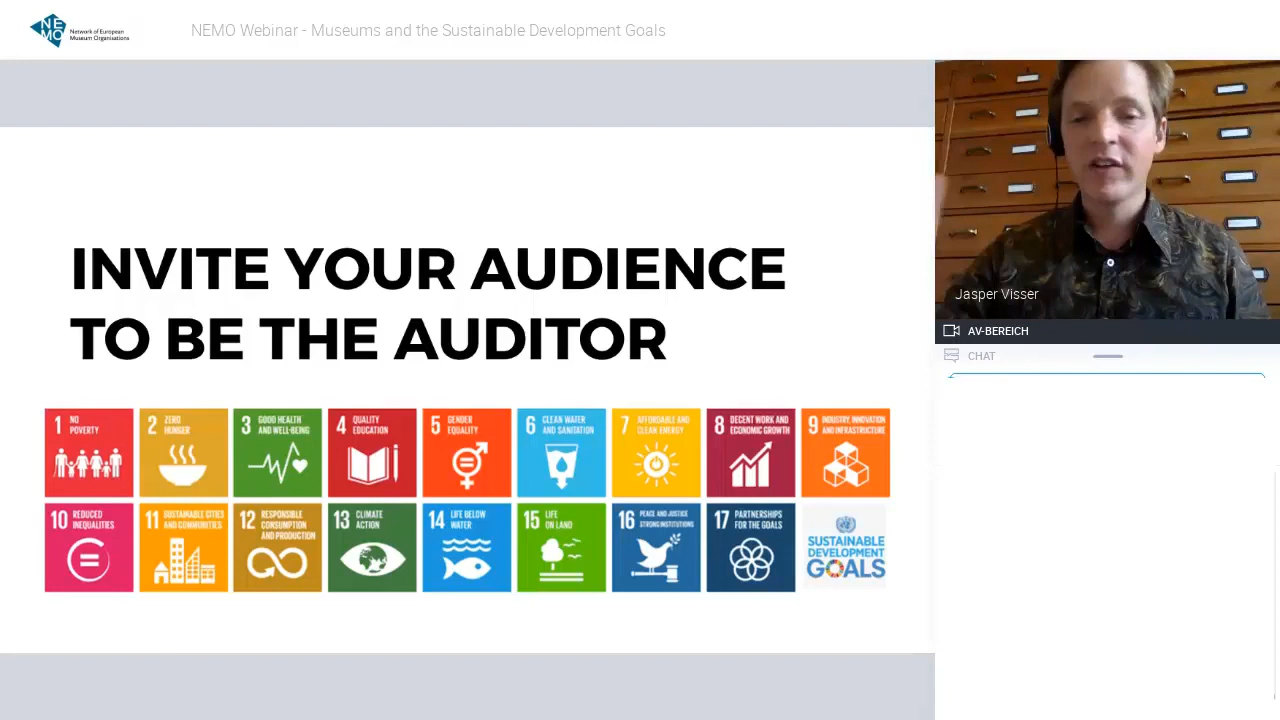 NE
MO
Network of European
Museum Organisations
NEMO Webinar - Museums and the Sustainable Development Goals
INVITE YOUR AUDIENCE
TO BE THE AUDITOR
1 NO
POVERTY
2 ZERO
HUNGER
3 GOOD HEALTH
AND WELL-BEING
4 QUALITY
EDUCATION
5 GENDER
EQUALITY
6 CLEAN WATER
AND SANITATION
7 AFFORDABLE AND
CLEAN ENERGY
8 DECENT WORK AND
ECONOMIC GROWTH
9 INDUSTRY, INNOVATION
AND INFRASTRUCTURE
10 REDUCED
INEQUALITIES
11 SUSTAINABLE CITIES
AND COMMUNITIES
12 RESPONSIBLE
CONSUMPTION
AND PRODUCTION
13 CLIMATE
ACTION
14 LIFE BELOW
WATER
15 LIFE
ON LAND
16 PEACE AND JUSTICE
STRONG INSTITUTIONS
17 PARTNERSHIPS
FOR THE GOALS
SUSTAINABLE
DEVELOPMENT
GOALS
Jasper Visser
AV-BEREICH
CHAT